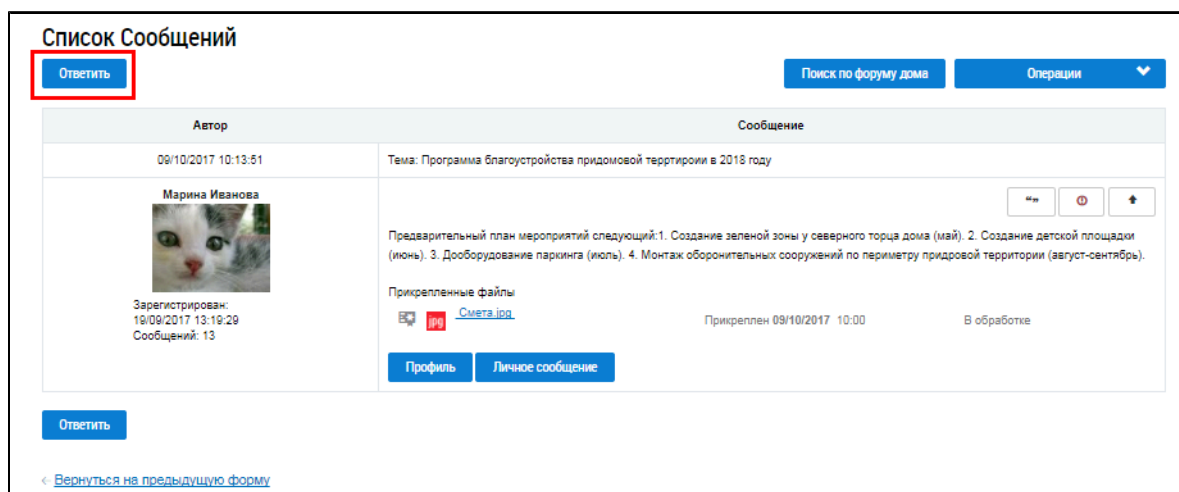 Список Сообщений
Ответить
Поиск по форуму дома
Операции
Автор
Сообщение
09/10/2017 10:13:51
Тема: Программа благоустройства придомовой терртироии в 2018 году
Марина Иванова
Предварительный план мероприятий следующий:1. Создание зеленой зоны у северного торца дома (май). 2. Создание детской площадки
(июнь). 3. Дооборудование паркинга (июль). 4. Монтаж оборонительных сооружений по периметру придровой территории (август-сентябрь).
Зарегистрирован:
19/09/2017 13:19:29
Сообщений: 13
Прикрепленные файлы
jpg
Смета.jpg
Прикреплен 09/10/2017 10:00
В обработке
Профиль
Личное сообщение
Ответить
← Вернуться на предыдущую форму